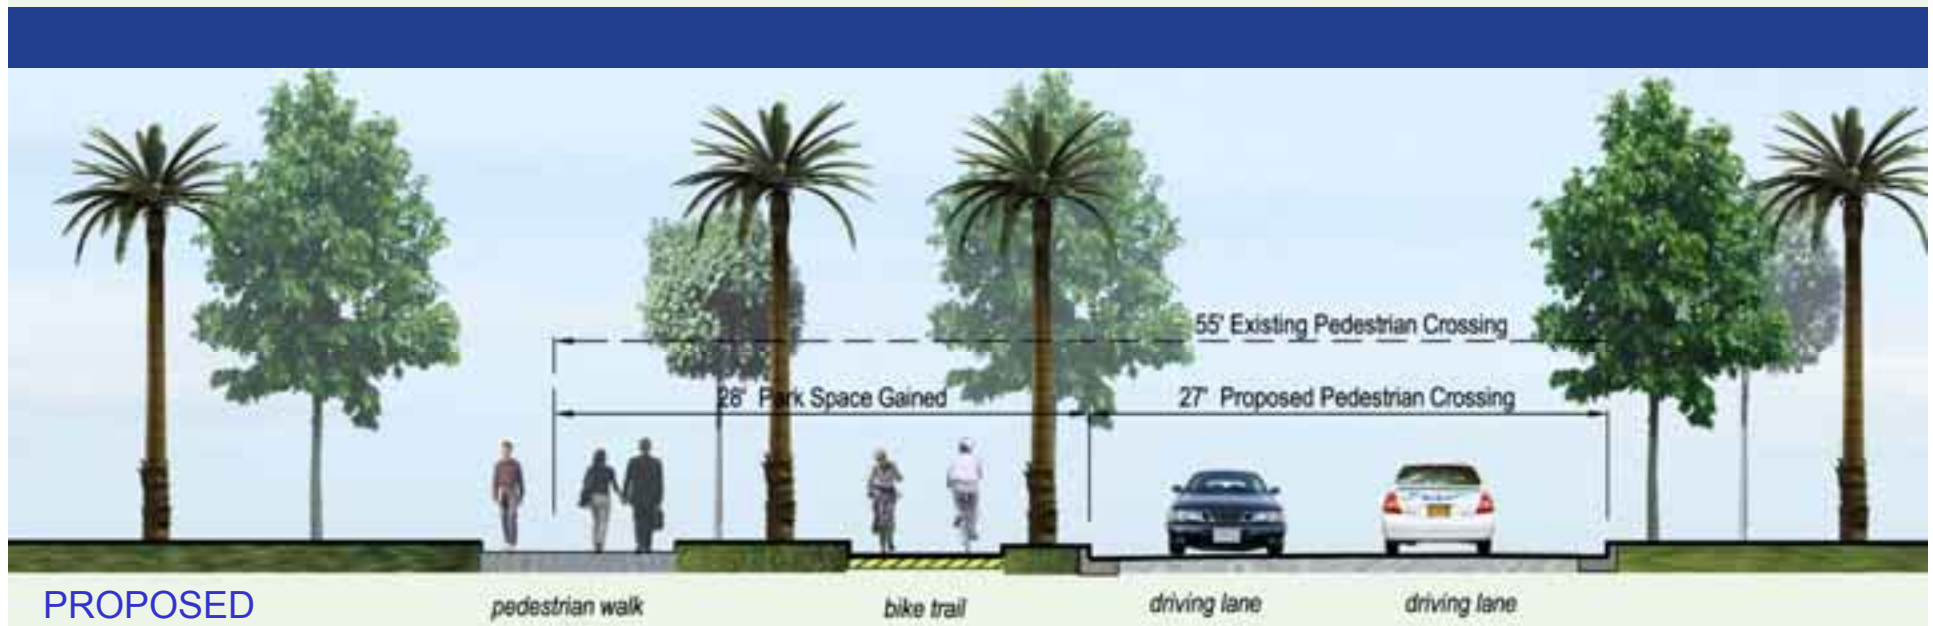 55' Existing Pedestrian Crossing
28' Park Space Gained
27' Proposed Pedestrian Crossing
PROPOSED
pedestrian walk
bike trail
driving lane
driving lane